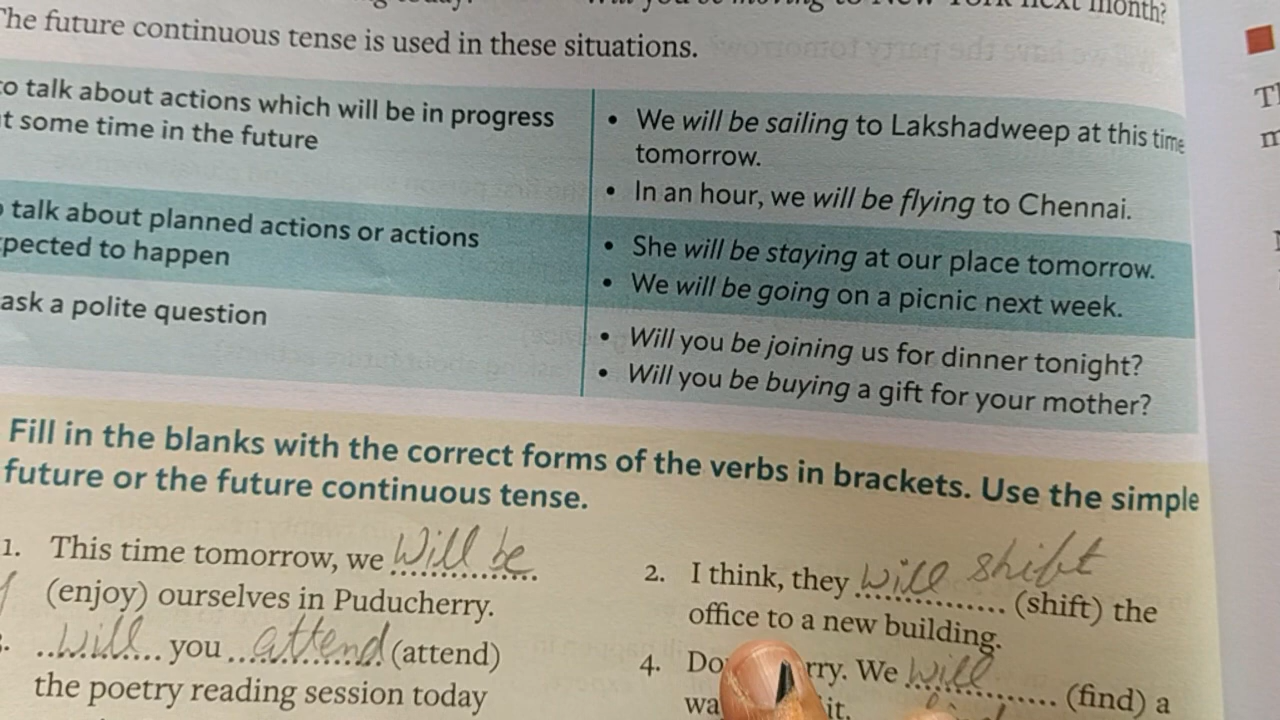 next month?
The future continuous tense is used in these situations.
to talk about actions which will be in progress
at some time in the future
• We will be sailing to Lakshadweep at this time
tomorrow.
• In an hour, we will be flying to Chennai.
talk about planned actions or actions
pected to happen
• She will be staying at our place tomorrow.
• We will be going on a picnic next week.
ask a polite question
• Will you be joining us for dinner tonight?
• Will you be buying a gift for your mother?
Fill in the blanks with the correct forms of the verbs in brackets. Use the simple
future or the future continuous tense.
1. This time tomorrow, we Will be
(enjoy) ourselves in Puducherry.
2. I think, they will shift (shift) the
office to a new building.
will you attend (attend)
the poetry reading session today
4. Do rry. We will (find) a
wa it.